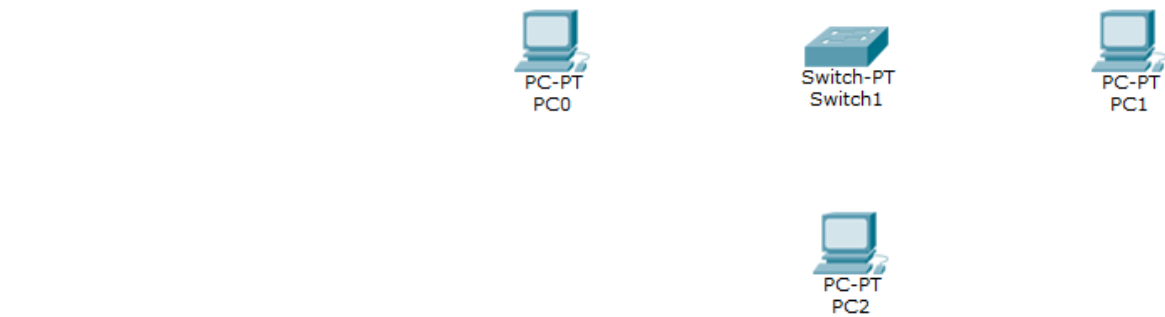 PC-PT
PC0
Switch-PT
Switch1
PC-PT
PC1
PC-PT
PC2